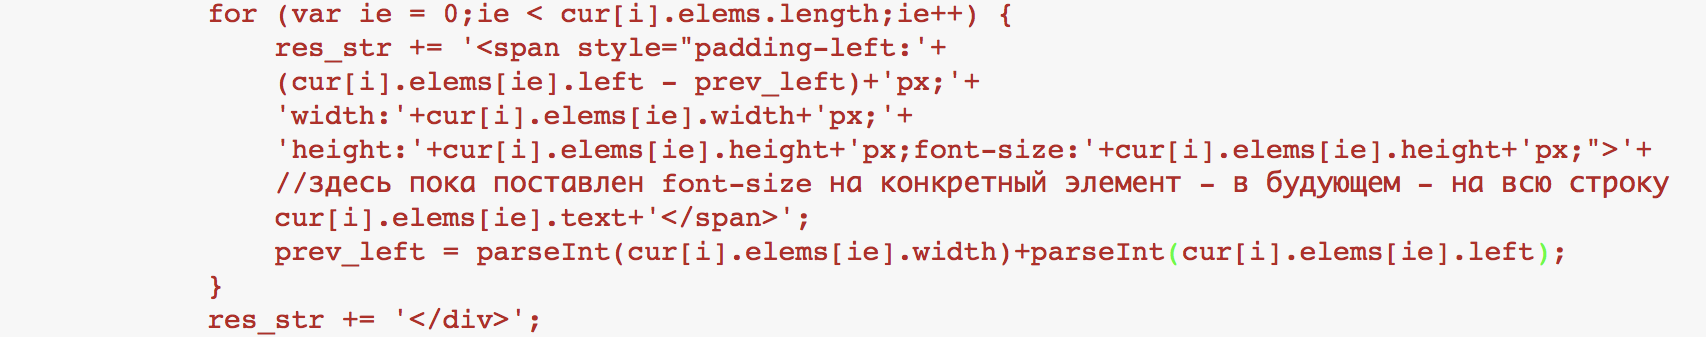 for (var ie = 0;ie < cur[i].elems.length;ie++) {
res_str += '<span style="padding-left:'+
(cur[i].elems[ie].left - prev_left)+'px;'+
'width:'+cur[i].elems[ie].width+'px;'+
'height:'+cur[i].elems[ie].height+'px;font-size:'+cur[i].elems[ie].height+'px;">'+
//здесь пока поставлен font-size на конкретный элемент - в будующем - на всю строку
cur[i].elems[ie].text+'</span>';
prev_left = parseInt(cur[i].elems[ie].width)+parseInt(cur[i].elems[ie].left);
}
res_str += '</div>';